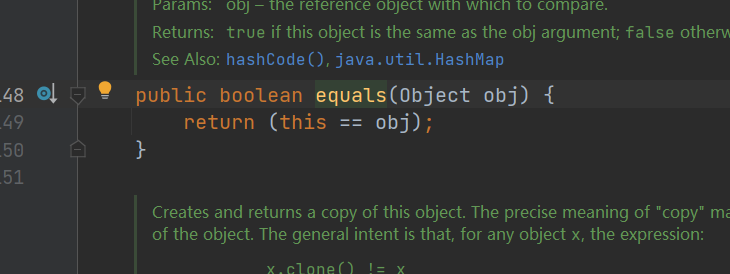 Params: obj – the reference object with which to compare.
Returns: true if this object is the same as the obj argument; false otherw
See Also: hashCode(), java.util.HashMap
148 public boolean equals(Object obj) {
149 return (this == obj);
150 }
151
Creates and returns a copy of this object. The precise meaning of "copy" ma
of the object. The general intent is that, for any object x, the expression:
x.clone() != x